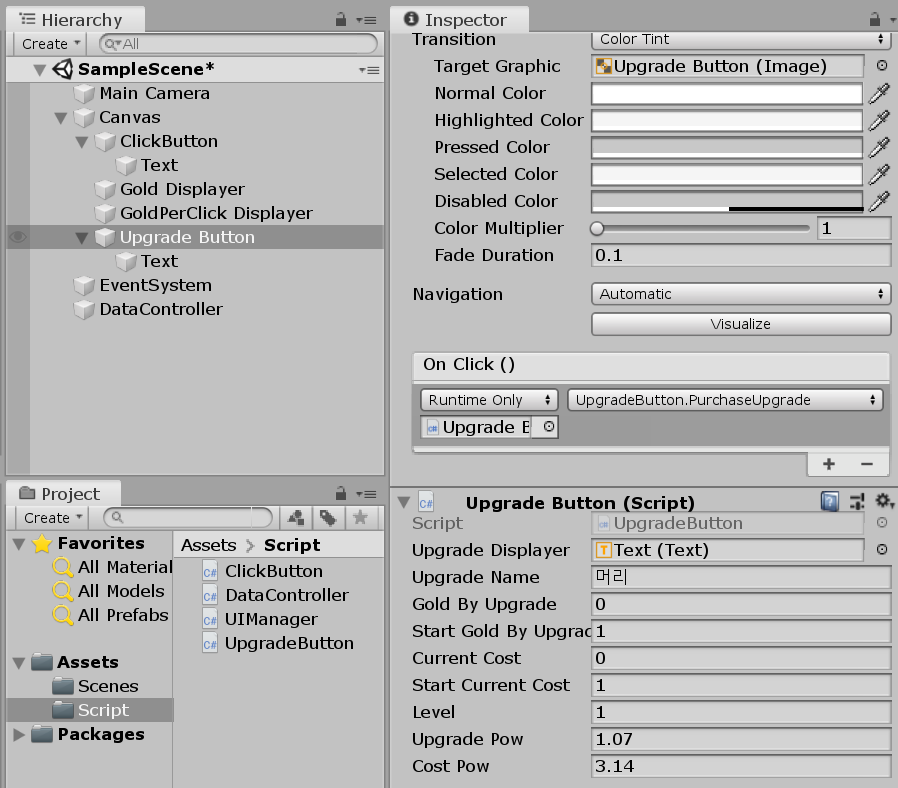 Hierarchy
Create
All
SampleScene*
Main Camera
Canvas
ClickButton
Text
Gold Displayer
GoldPerClick Displayer
Upgrade Button
Text
EventSystem
DataController
Project
Create
Favorites
All Material
All Models
All Prefabs
Assets
Scenes
Script
Packages
Assets > Script
C# ClickButton
C# DataController
C# UIManager
C# UpgradeButton
Inspector
Transition Color Tint
Target Graphic Upgrade Button (Image)
Normal Color
Highlighted Color
Pressed Color
Selected Color
Disabled Color
Color Multiplier 1
Fade Duration 0.1
Navigation Automatic
Visualize
On Click ()
Runtime Only UpgradeButton.PurchaseUpgrade
C# Upgrade B
+ −
C# Upgrade Button (Script)
Script C# UpgradeButton
Upgrade Displayer T Text (Text)
Upgrade Name 머리
Gold By Upgrade 0
Start Gold By Upgrad 1
Current Cost 0
Start Current Cost 1
Level 1
Upgrade Pow 1.07
Cost Pow 3.14